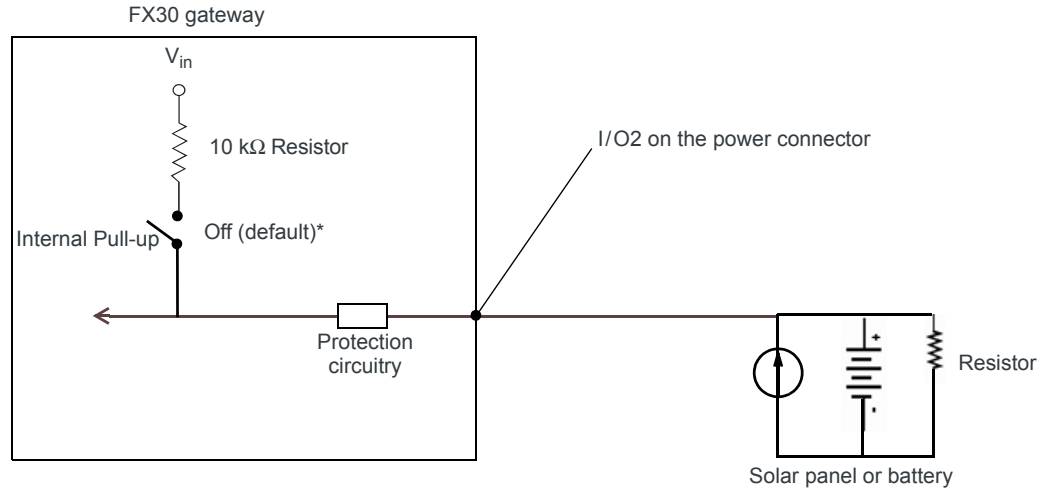 FX30 gateway
Vin
10 kΩ Resistor
I/O2 on the power connector
Internal Pull-up
Off (default)*
Protection
circuitry
+
-
Resistor
Solar panel or battery